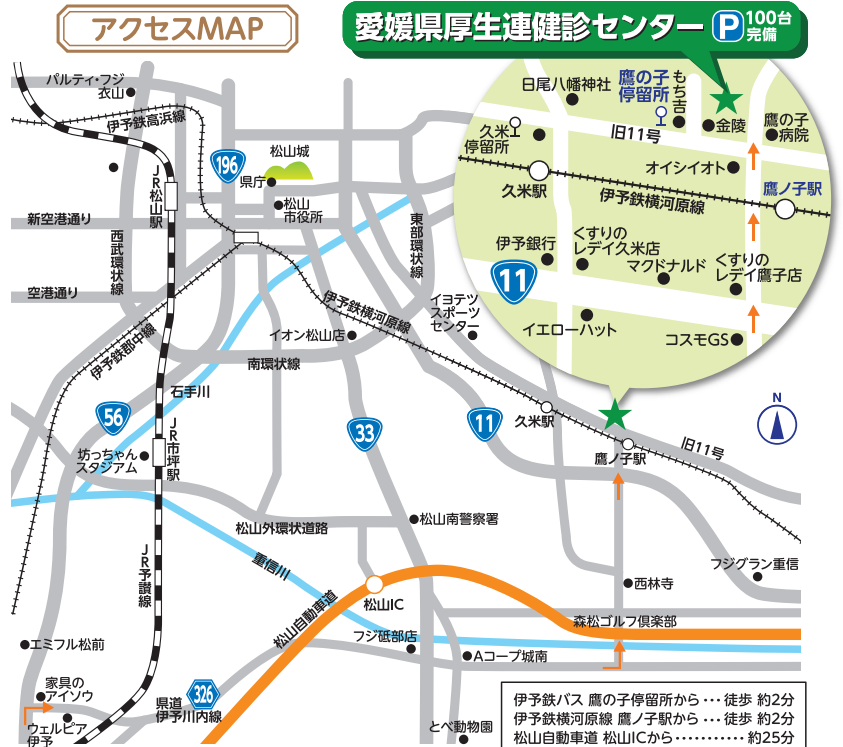 アクセスMAP
愛媛県厚生連健診センター P 100台
完備
パルティ・フジ
衣山
伊予鉄高浜線
196
松山城
県庁
松山
市役所
JR松山駅
新空港通り
西武環状線
空港通り
東部環状線
伊予鉄横河原線
イヨテツ
スポーツ
センター
イオン松山店
伊予鉄郡中線
南環状線
石手川
56
33
11
坊っちゃん
スタジアム
JR市坪駅
久米駅
鷹ノ子駅
旧11号
N
日尾八幡神社
鷹の子
停留所
もち吉
金陵
鷹の子
病院
久米
停留所
旧11号
オイシイオト
久米駅
伊予鉄横河原線
鷹ノ子駅
伊予銀行
くすりの
レデイ久米店
マクドナルド
くすりの
レデイ鷹子店
11
イエローハット
コスモGS
松山外環状道路
松山南警察署
JR予讃線
重信川
松山IC
松山自動車道
フジグラン重信
西林寺
森松ゴルフ倶楽部
フジ砥部店
Aコープ城南
エミフル松前
家具の
アイソウ
ウェルピア
伊予
県道
伊予川内線
326
とべ動物園
伊予鉄バス 鷹の子停留所から…徒歩 約2分
伊予鉄横河原線 鷹ノ子駅から…徒歩 約2分
松山自動車道 松山ICから…………約25分